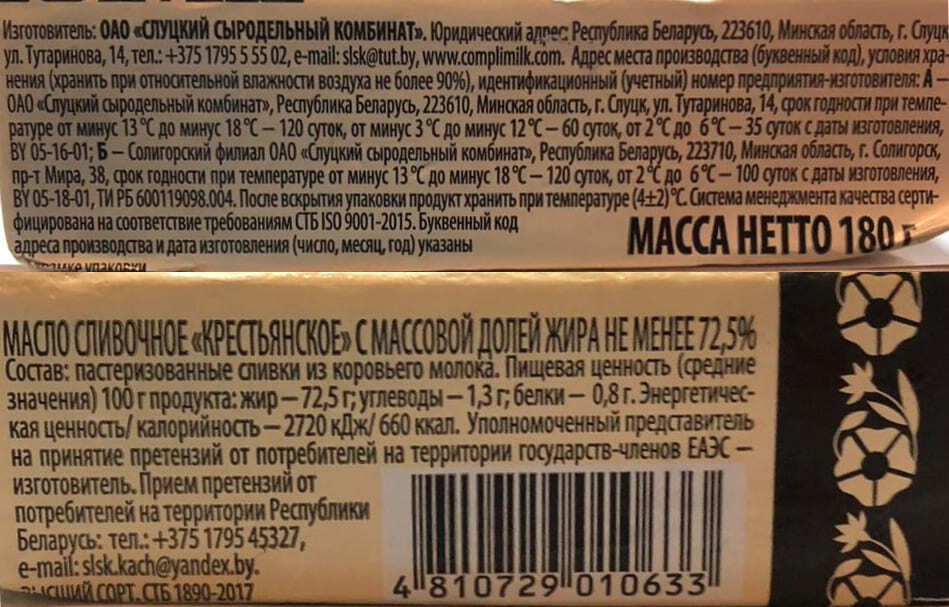 Изготовитель: ОАО «СЛУЦКИЙ СЫРОДЕЛЬНЫЙ КОМБИНАТ». Юридический адрес: Республика Беларусь, 223610, Минская область, г. Слуцк
ул. Тутаринова, 14, тел.: +375 1795 5 55 02, e-mail: slsk@tut.by, www.complimilk.com. Адрес места производства (буквенный код), условия хра-
нения (хранить при относительной влажности воздуха не более 90%), идентификационный (учетный) номер предприятия-изготовителя: А –
ОАО «Слуцкий сыродельный комбинат», Республика Беларусь, 223610, Минская область, г. Слуцк, ул. Тутаринова, 14, срок годности при темпе-
ратуре от минус 13 °С до минус 18 °С – 120 суток, от минус 3 °С до минус 12 °С – 60 суток, от 2 °С до 6 °С – 35 суток с даты изготовления,
BY 05-16-01; Б – Солигорский филиал ОАО «Слуцкий сыродельный комбинат», Республика Беларусь, 223710, Минская область, г. Солигорск,
пр-т Мира, 38, срок годности при температуре от минус 13 °С до минус 18 °С – 120 суток, от 2 °С до 6 °С – 100 суток с даты изготовления,
BY 05-18-01, ТИ РБ 600119098.004. После вскрытия упаковки продукт хранить при температуре (4±2) °С. Система менеджмента качества серти-
фицирована на соответствие требованиям СТБ ISO 9001-2015. Буквенный код
адреса производства и дата изготовления (число, месяц, год) указаны
рамке упаковки
МАССА НЕТТО 180 г
МАСЛО СЛИВОЧНОЕ «КРЕСТЬЯНСКОЕ» С МАССОВОЙ ДОЛЕЙ ЖИРА НЕ МЕНЕЕ 72,5%
Состав: пастеризованные сливки из коровьего молока. Пищевая ценность (средние
значения) 100 г продукта: жир – 72,5 г; углеводы – 1,3 г; белки – 0,8 г. Энергетичес-
кая ценность/ калорийность – 2720 кДж/ 660 ккал. Уполномоченный представитель
на принятие претензий от потребителей на территории государств-членов ЕАЭС –
изготовитель. Прием претензий от
потребителей на территории Республики
Беларусь: тел.: +375 1795 45327,
e-mail: slsk.kach@yandex.by.
ВЫСШИЙ СОРТ. СТБ 1890-2017
4 810729 010633